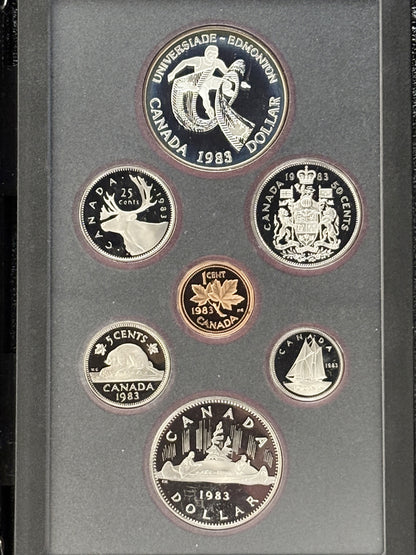 UNIVERSIADE - EDMONTON
CANADA 1983 DOLLAR
CANADA
25
cents
1983
1983
CANADA
50 CENTS
1 CENT
1983
CANADA
5 CENTS
CANADA
1983
CANADA
1983
CANADA
1983
DOLLAR